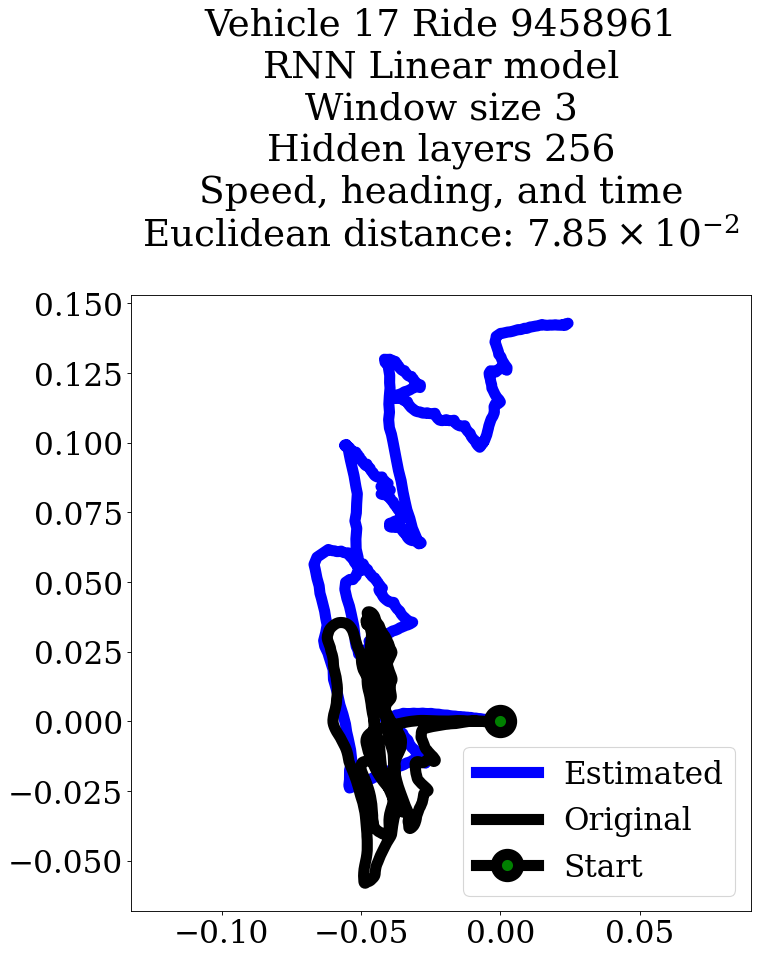 Vehicle 17 Ride 9458961
RNN Linear model
Window size 3
Hidden layers 256
Speed, heading, and time
Euclidean distance: 7.85 × 10⁻²
0.150
0.125
0.100
0.075
0.050
0.025
0.000
−0.025
−0.050
Estimated
Original
Start
−0.10
−0.05
0.00
0.05